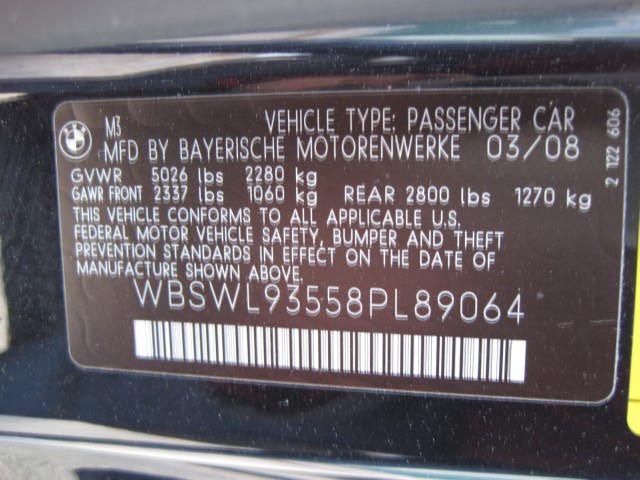 BMW
M3 VEHICLE TYPE: PASSENGER CAR
MFD BY BAYERISCHE MOTORENWERKE 03/08
GVWR 5026 lbs 2280 kg
GAWR FRONT 2337 lbs 1060 kg REAR 2800 lbs 1270 kg
THIS VEHICLE CONFORMS TO ALL APPLICABLE U.S.
FEDERAL MOTOR VEHICLE SAFETY, BUMPER AND THEFT
PREVENTION STANDARDS IN EFFECT ON THE DATE OF
MANUFACTURE SHOWN ABOVE.
WBSWL93558PL89064
2 122 606